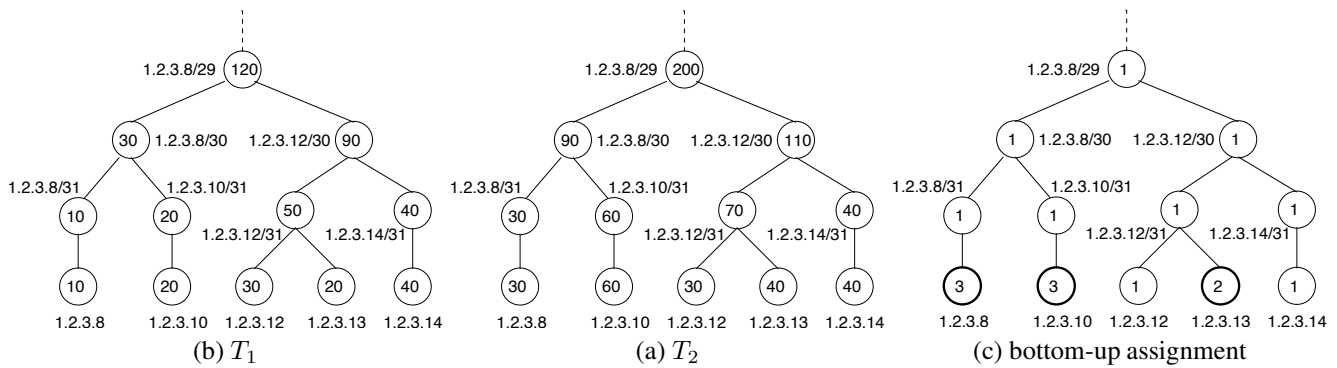 1.2.3.8/29 120
30 1.2.3.8/30 1.2.3.12/30 90
1.2.3.8/31 1.2.3.10/31
10 20 50 40
1.2.3.12/31 1.2.3.14/31
10 20 30 20 40
1.2.3.8 1.2.3.10 1.2.3.12 1.2.3.13 1.2.3.14
(b) T1
1.2.3.8/29 200
90 1.2.3.8/30 1.2.3.12/30 110
1.2.3.8/31 1.2.3.10/31
30 60 70 40
1.2.3.12/31 1.2.3.14/31
30 60 30 40 40
1.2.3.8 1.2.3.10 1.2.3.12 1.2.3.13 1.2.3.14
(a) T2
1.2.3.8/29 1
1 1.2.3.8/30 1.2.3.12/30 1
1.2.3.8/31 1.2.3.10/31
1 1 1 1
1.2.3.12/31 1.2.3.14/31
3 3 1 2 1
1.2.3.8 1.2.3.10 1.2.3.12 1.2.3.13 1.2.3.14
(c) bottom-up assignment